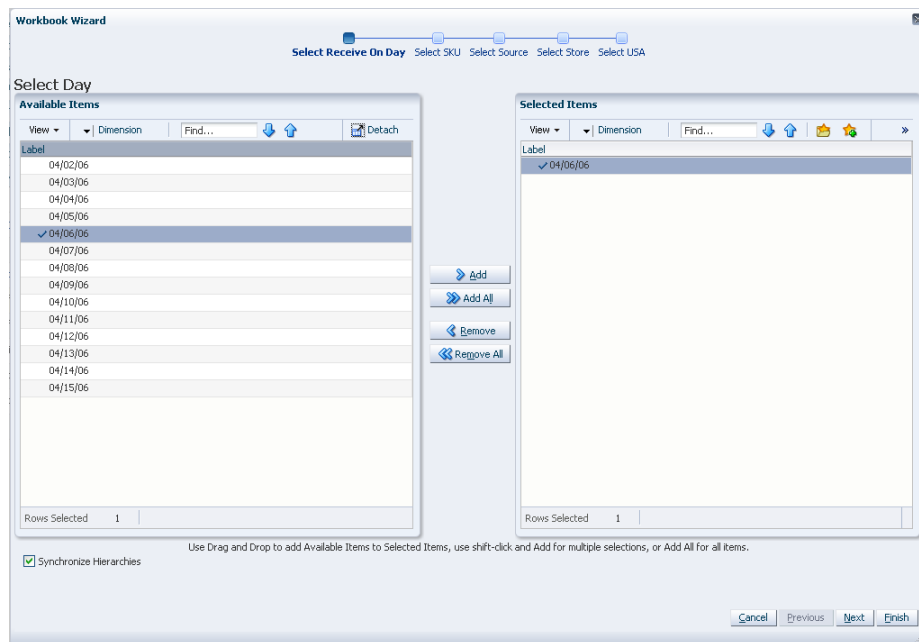 Workbook Wizard
Select Receive On Day Select SKU Select Source Select Store Select USA
Select Day
Available Items
View Dimension Find... Detach
Label
04/02/06
04/03/06
04/04/06
04/05/06
04/06/06
04/07/06
04/08/06
04/09/06
04/10/06
04/11/06
04/12/06
04/13/06
04/14/06
04/15/06
Rows Selected 1
Add
Add All
Remove
Remove All
Selected Items
View Dimension Find... »
Label
04/06/06
Rows Selected 1
Use Drag and Drop to add Available Items to Selected Items, use shift-click and Add for multiple selections, or Add All for all items.
Synchronize Hierarchies
Cancel Previous Next Finish